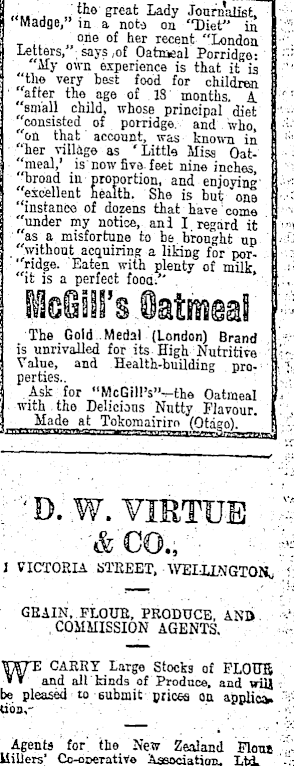 the great Lady Journalist,
"Madge," in a note on "Diet" in
one of her recent "London
Letters," says of Oatmeal Porridge:
"My own experience is that it is
"the very best food for children
"after the age of 18 months. A
"small child, whose principal diet
"consisted of porridge, and who,
"on that account, was known in
"her village as 'Little Miss Oat-
"meal,' is now five feet nine inches,
"broad in proportion, and enjoying
"excellent health. She is but one
"instance of dozens that have come
"under my notice, and I regard it
"as a misfortune to be brought up
"without acquiring a liking for por-
"ridge. Eaten with plenty of milk,
"it is a perfect food."
McGill's Oatmeal
The Gold Medal (London) Brand
is unrivalled for its High Nutritive
Value, and Health-building pro-
perties.
Ask for "McGill's"—the Oatmeal
with the Delicious Nutty Flavour.
Made at Tokomairiro (Otago).
D. W. VIRTUE
& CO.,
1 VICTORIA STREET, WELLINGTON,
GRAIN, FLOUR, PRODUCE, AND
COMMISSION AGENTS.
WE CARRY Large Stocks of FLOUR
and all kinds of Produce, and will
be pleased to submit prices on applica-
tion.
Agents for the New Zealand Flour
Millers' Co-operative Association, Ltd.